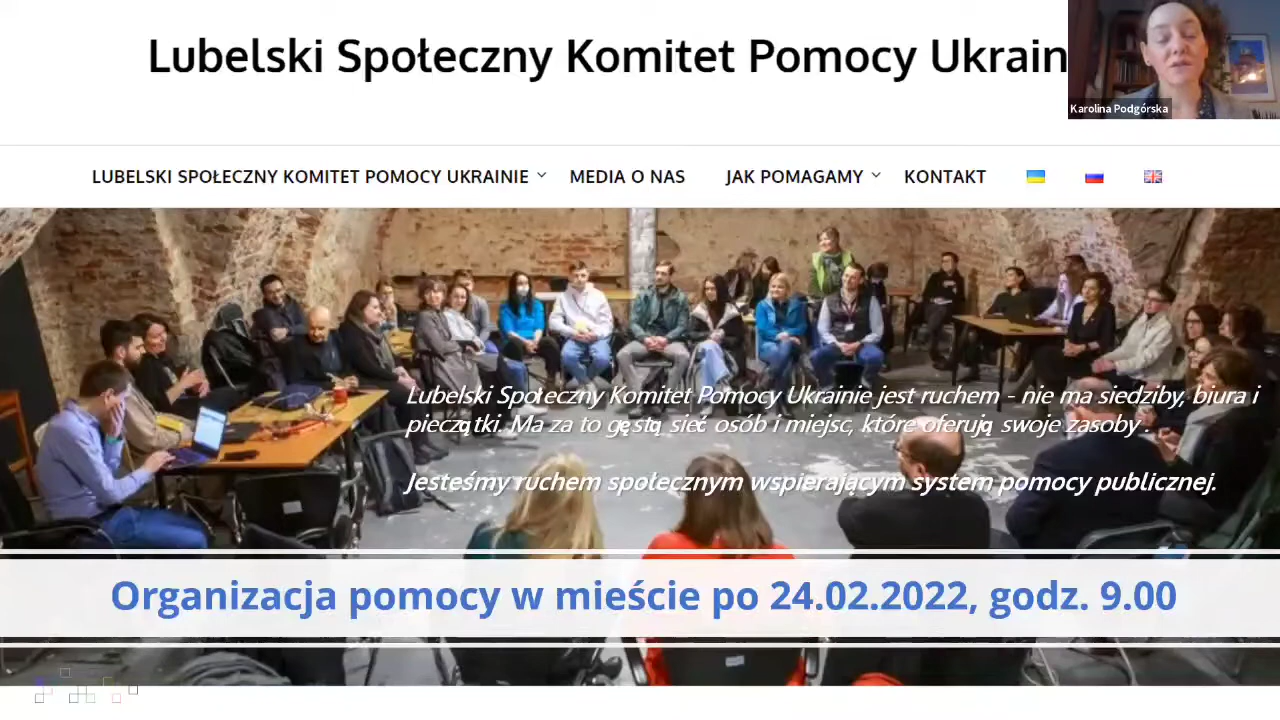 Lubelski Społeczny Komitet Pomocy Ukrain
Karolina Podgórska
LUBELSKI SPOŁECZNY KOMITET POMOCY UKRAINIE
MEDIA O NAS
JAK POMAGAMY
KONTAKT
Lubelski Społeczny Komitet Pomocy Ukrainie jest ruchem - nie ma siedziby, biura i
pieczątki. Ma za to gęstą sieć osób i miejsc, które oferują swoje zasoby.
Jesteśmy ruchem społecznym wspierającym system pomocy publicznej.
Organizacja pomocy w mieście po 24.02.2022, godz. 9.00